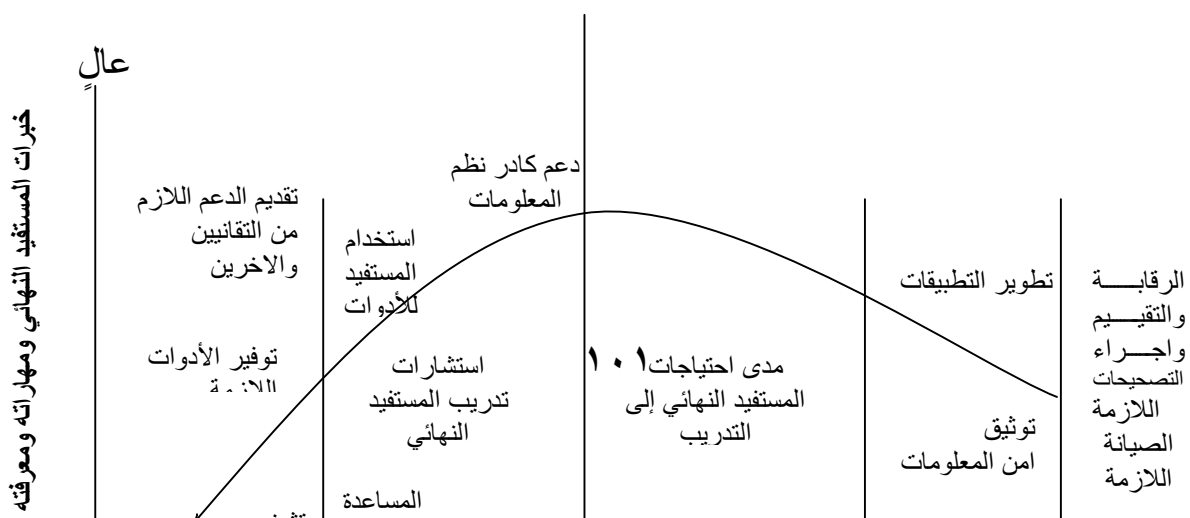 عالٍ
خبرات المستفيد النهائي ومهاراته ومعرفته
دعم كادر نظم
المعلومات
تقديم الدعم اللازم
من التقانيين
والاخرين
استخدام
المستفيد
للأدوات
تطوير التطبيقات
الرقابة
والتقييم
واجراء
التصحيحات
اللازمة
الصيانة
اللازمة
توفير الأدوات
اللازمة
استشارات
تدريب المستفيد
النهائي
مدى احتياجات ١٠١
المستفيد النهائي إلى
التدريب
توثيق
امن المعلومات
المساعدة